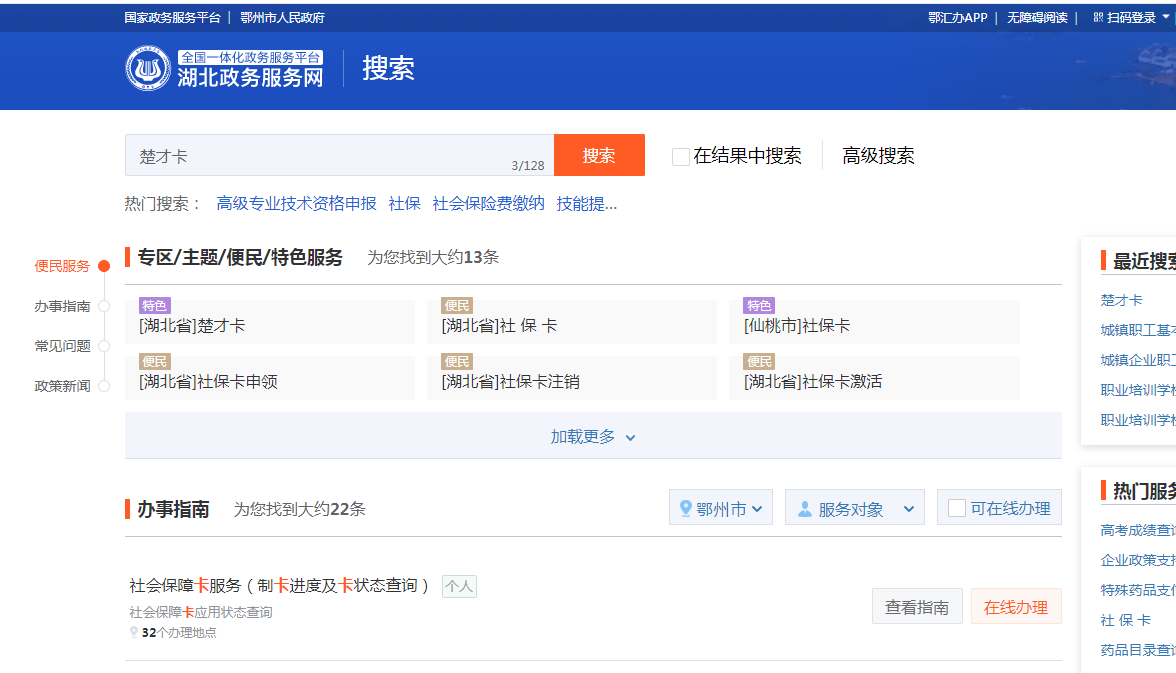 国家政务服务平台 | 鄂州市人民政府
鄂汇办APP | 无障碍阅读 | 扫码登录
全国一体化政务服务平台
湖北政务服务网
搜索
楚才卡
3/128
搜索
在结果中搜索
高级搜索
热门搜索： 高级专业技术资格申报 社保 社会保险费缴纳 技能提...
便民服务
办事指南
常见问题
政策新闻
专区/主题/便民/特色服务 为您找到大约13条
特色
[湖北省]楚才卡
便民
[湖北省]社 保 卡
特色
[仙桃市]社保卡
便民
[湖北省]社保卡申领
便民
[湖北省]社保卡注销
便民
[湖北省]社保卡激活
加载更多
办事指南 为您找到大约22条
鄂州市
服务对象
可在线办理
社会保障卡服务（制卡进度及卡状态查询） 个人
社会保障卡应用状态查询
32个办理地点
查看指南
在线办理
最近搜
楚才卡
城镇职工基
城镇企业职
职业培训学
职业培训学
热门服
高考成绩查
企业政策支
特殊药品支
社 保 卡
药品目录查